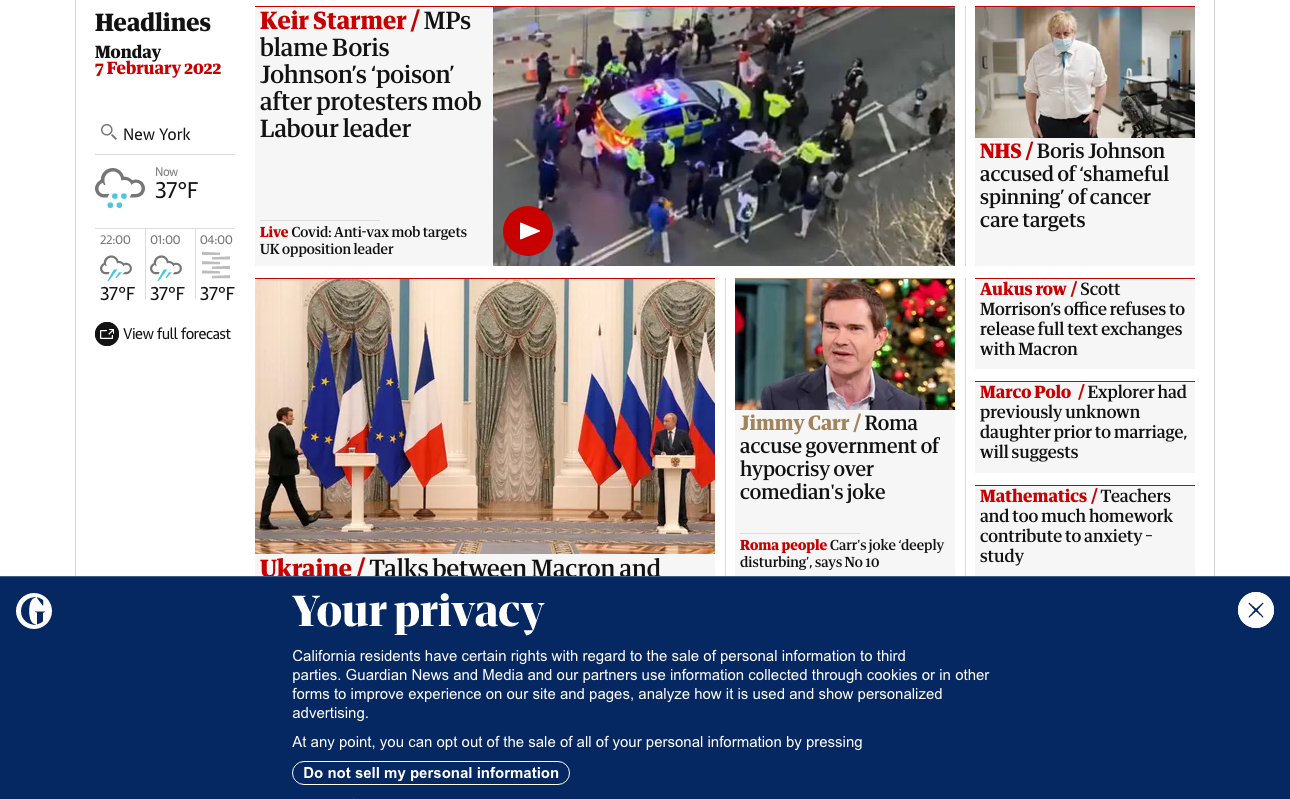 Headlines
Monday
7 February 2022
New York
Now
37°F
22:00
01:00
04:00
37°F
37°F
37°F
View full forecast
Keir Starmer / MPs
blame Boris
Johnson’s ‘poison’
after protesters mob
Labour leader
Live Covid: Anti-vax mob targets
UK opposition leader
NHS / Boris Johnson
accused of ‘shameful
spinning’ of cancer
care targets
Ukraine / Talks between Macron and
Jimmy Carr / Roma
accuse government of
hypocrisy over
comedian's joke
Roma people Carr’s joke ‘deeply
disturbing’, says No 10
Aukus row / Scott
Morrison’s office refuses to
release full text exchanges
with Macron
Marco Polo / Explorer had
previously unknown
daughter prior to marriage,
will suggests
Mathematics / Teachers
and too much homework
contribute to anxiety –
study
G
Your privacy
California residents have certain rights with regard to the sale of personal information to third
parties. Guardian News and Media and our partners use information collected through cookies or in other
forms to improve experience on our site and pages, analyze how it is used and show personalized
advertising.
At any point, you can opt out of the sale of all of your personal information by pressing
Do not sell my personal information